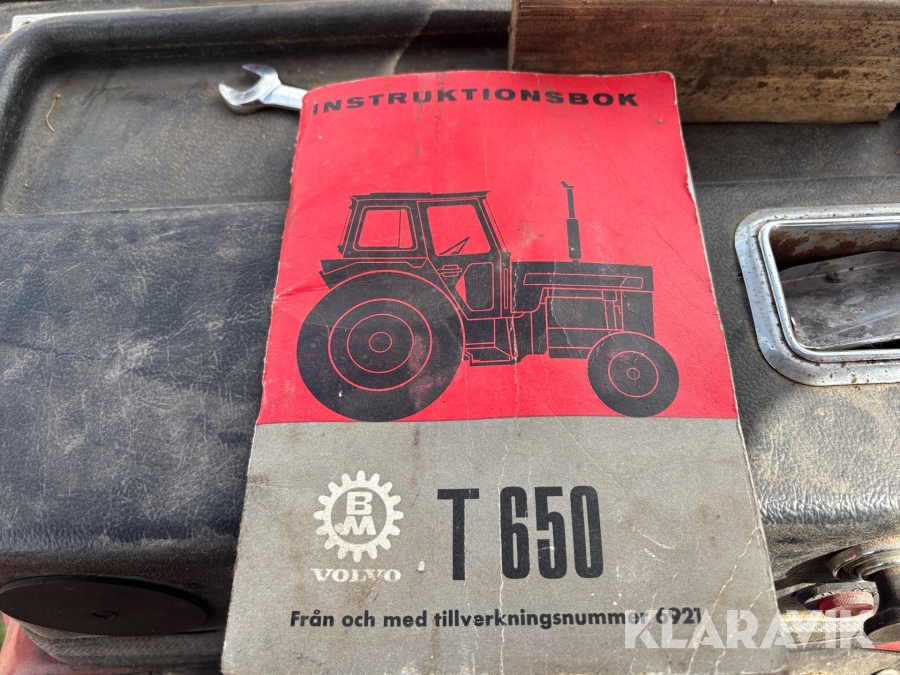 INSTRUKTIONSBOK
BM
VOLVO
T 650
Från och med tillverkningsnummer 6921
KLARAVIK